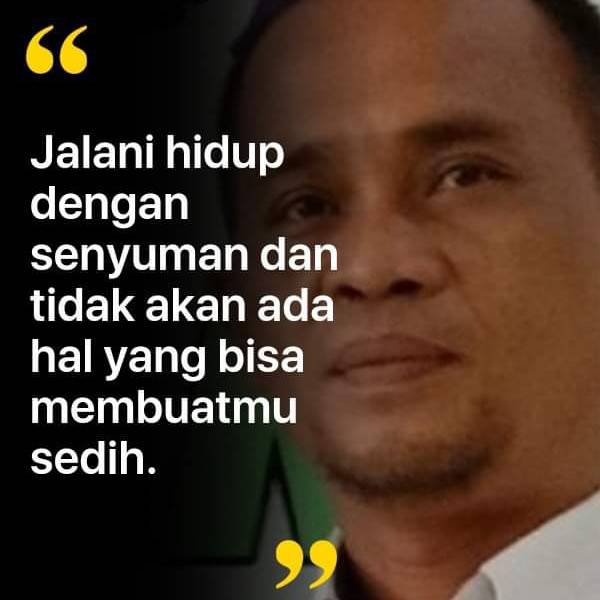 “
Jalani hidup
dengan
senyuman dan
tidak akan ada
hal yang bisa
membuatmu
sedih.
”